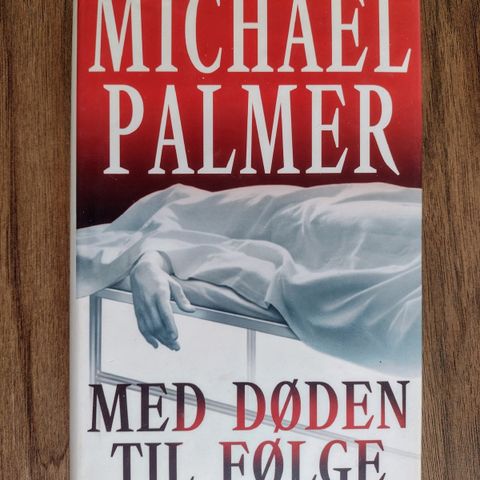 MICHAEL
PALMER
MED DØDEN
TIL FØLGE